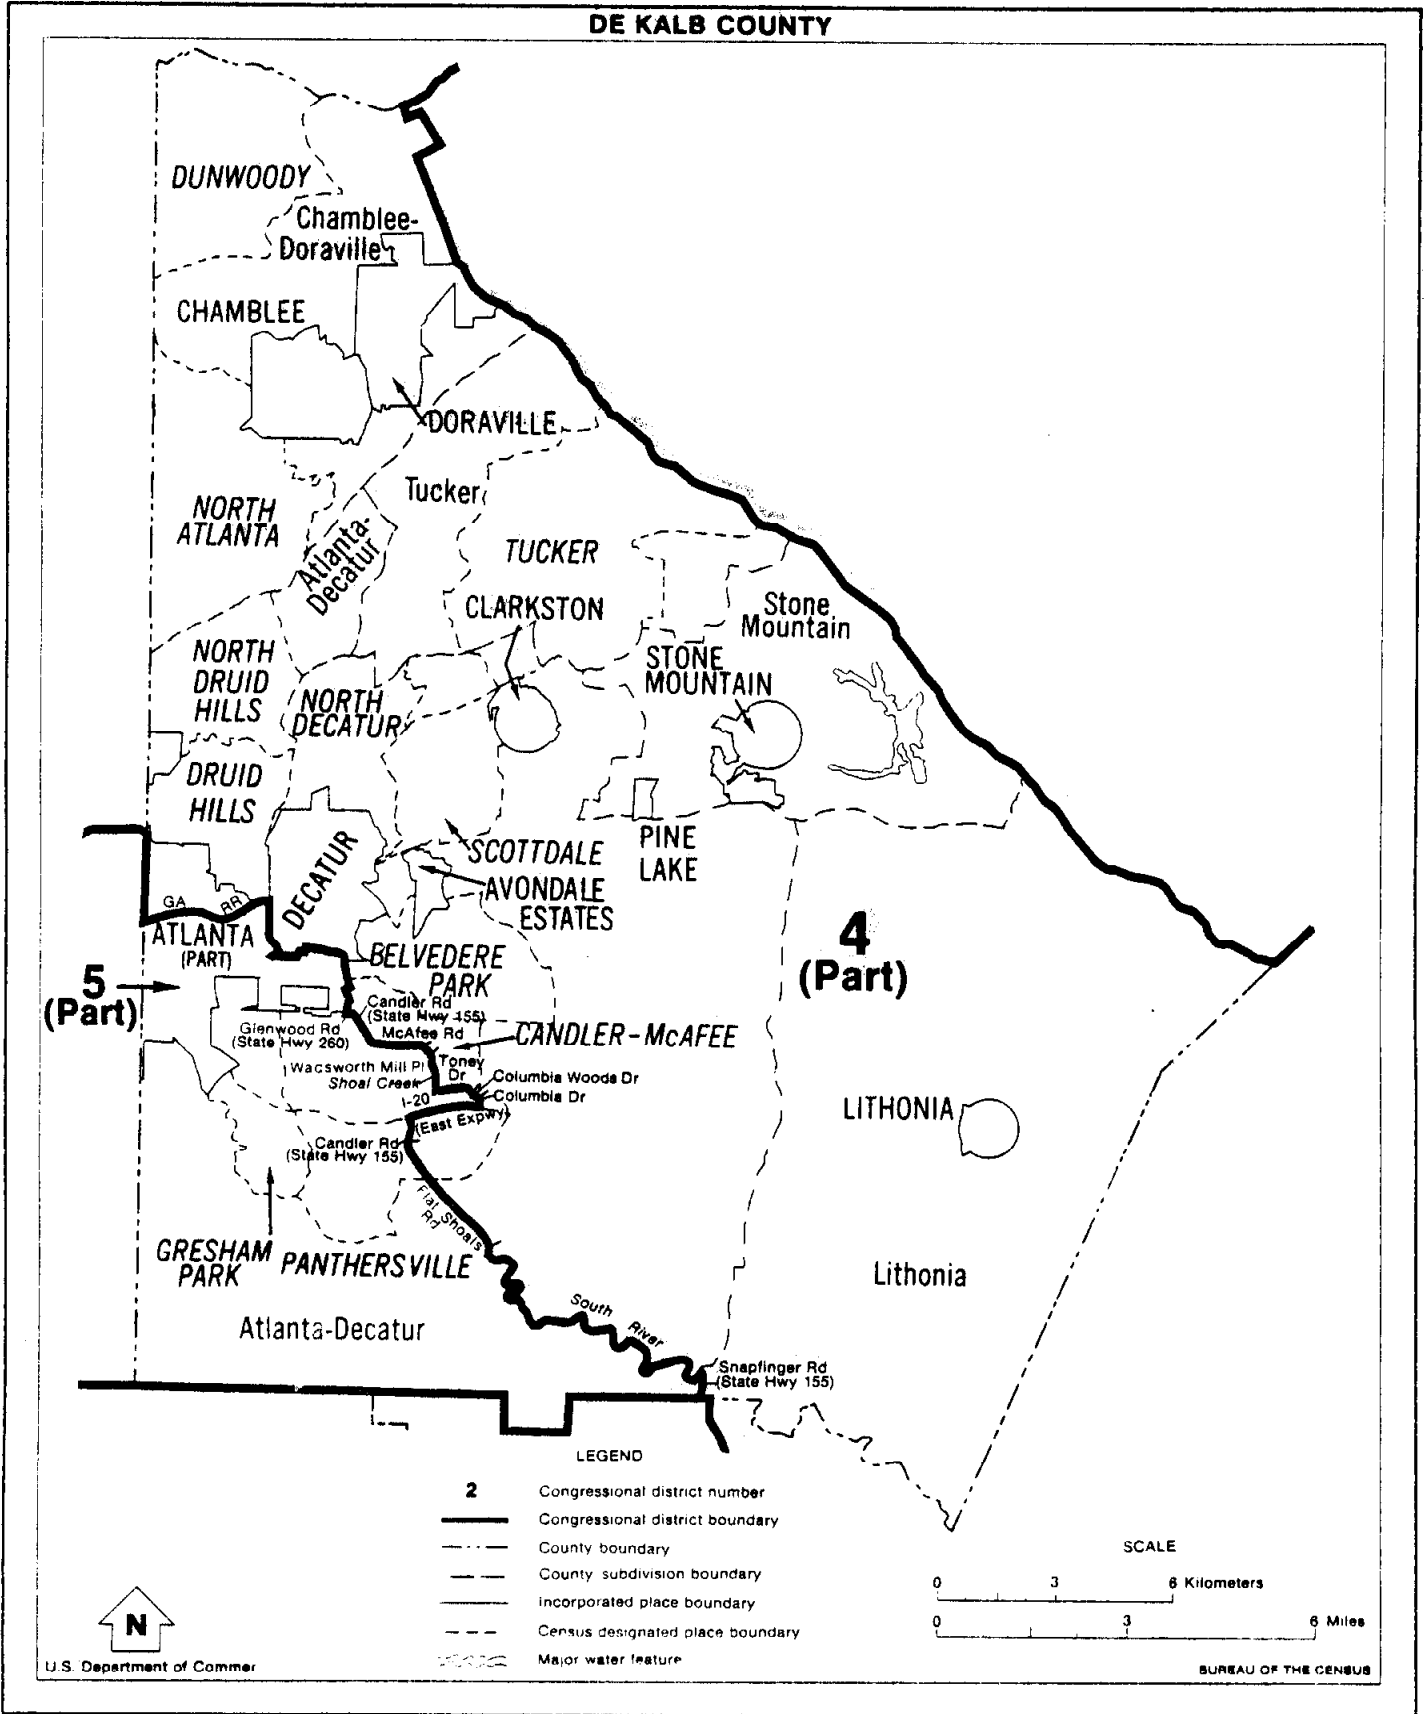 DE KALB COUNTY
DUNWOODY
Chamblee-
Doraville
CHAMBLEE
DORAVILLE
Tucker
NORTH
ATLANTA
Atlanta-
Decatur
TUCKER
CLARKSTON
Stone
Mountain
STONE
MOUNTAIN
NORTH
DRUID
HILLS
NORTH
DECATUR
DRUID
HILLS
DECATUR
SCOTTDALE
PINE
LAKE
AVONDALE
ESTATES
GA
RR
ATLANTA
(PART)
BELVEDERE
PARK
4
(Part)
5
(Part)
Candler Rd
(State Hwy 155)
Glenwood Rd
(State Hwy 260)
McAfee Rd
CANDLER-McAFEE
Wadsworth Mill Pl
Shoal Creek
Toney
Dr
Columbia Woods Dr
Columbia Dr
I-20
(East Expwy)
Candler Rd
(State Hwy 155)
LITHONIA
Flat Shoals
Rd
GRESHAM
PARK
PANTHERSVILLE
Lithonia
Atlanta-Decatur
South
River
Snapfinger Rd
(State Hwy 155)
LEGEND
2 Congressional district number
Congressional district boundary
County boundary
County subdivision boundary
Incorporated place boundary
Census designated place boundary
Major water feature
SCALE
0 3 6 Kilometers
0 3 6 Miles
N
U.S. Department of Commer
BUREAU OF THE CENSUS